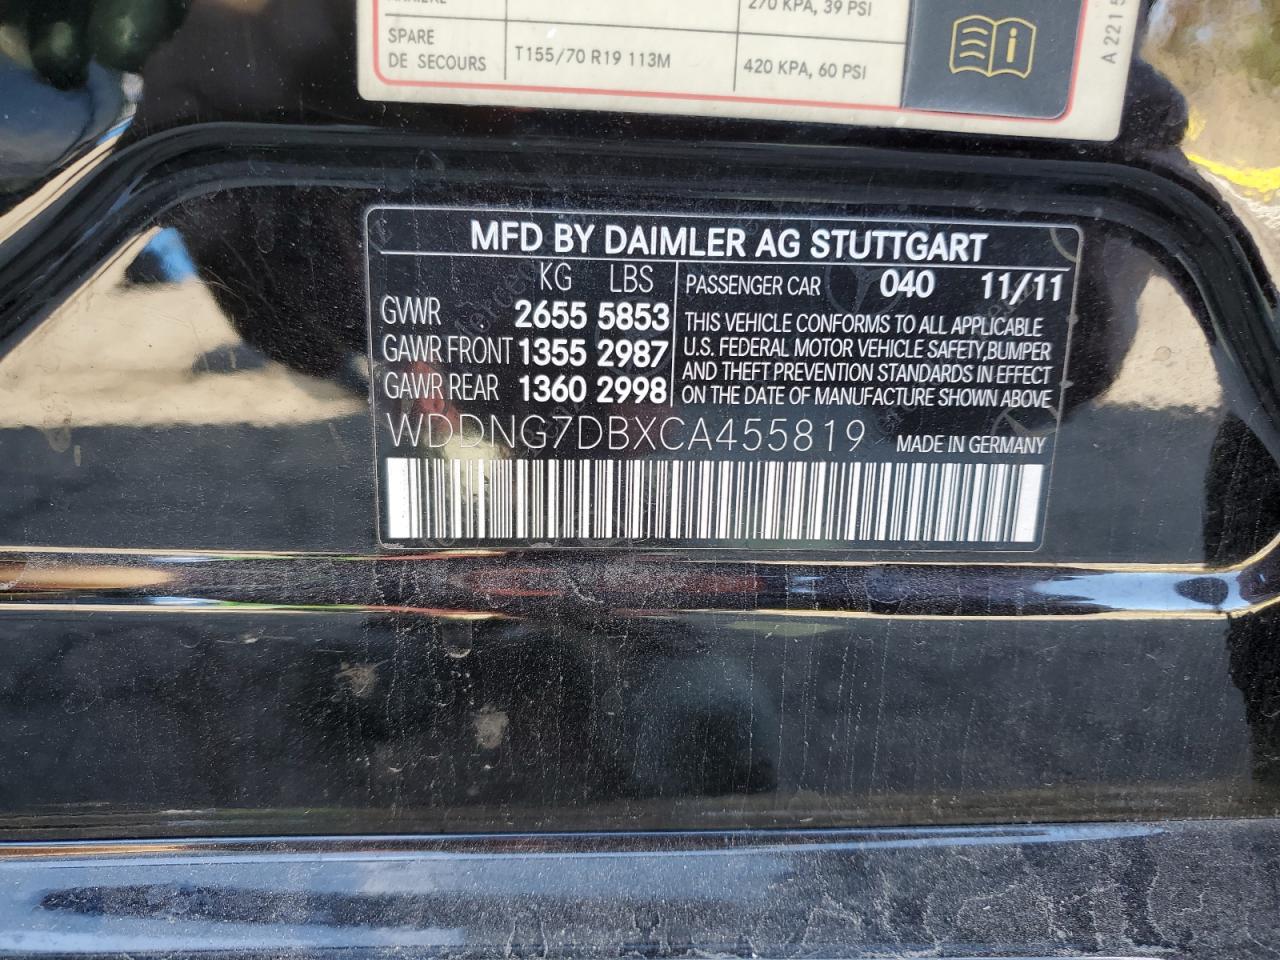 270 KPA, 39 PSI
SPARE
DE SECOURS
T155/70 R19 113M
420 KPA, 60 PSI
A 2215
MFD BY DAIMLER AG STUTTGART
KG LBS
GVWR 2655 5853
GAWR FRONT 1355 2987
GAWR REAR 1360 2998
PASSENGER CAR 040 11/11
THIS VEHICLE CONFORMS TO ALL APPLICABLE
U.S. FEDERAL MOTOR VEHICLE SAFETY,BUMPER
AND THEFT PREVENTION STANDARDS IN EFFECT
ON THE DATE OF MANUFACTURE SHOWN ABOVE
WDDNG7DBXCA455819 MADE IN GERMANY